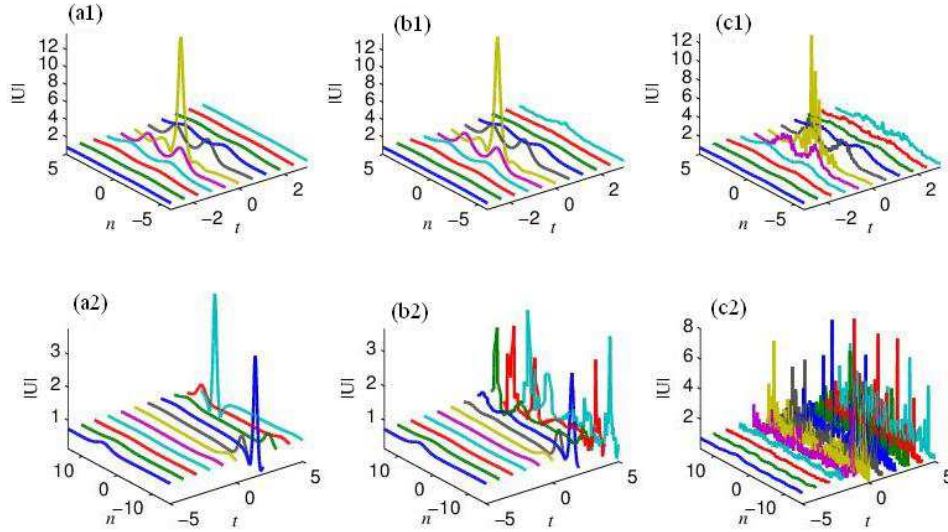 (a1) (b1) (c1)
12 12 12
10 10 10
8 8 8
|U| 6 |U| 6 |U| 6
4 4 4
2 2 2
5 5 5
0 2 0 2 0 2
n −5 −2 0 n −5 −2 0 n −5 −2 0
t t t
(a2) (b2) (c2)
8
3 3 6
|U| 2 |U| 2 |U| 4
1 1 2
10 5 10 5 10 5
0 0 0 0 0 0
n −10 −5 t n −10 −5 t n −10 −5 t